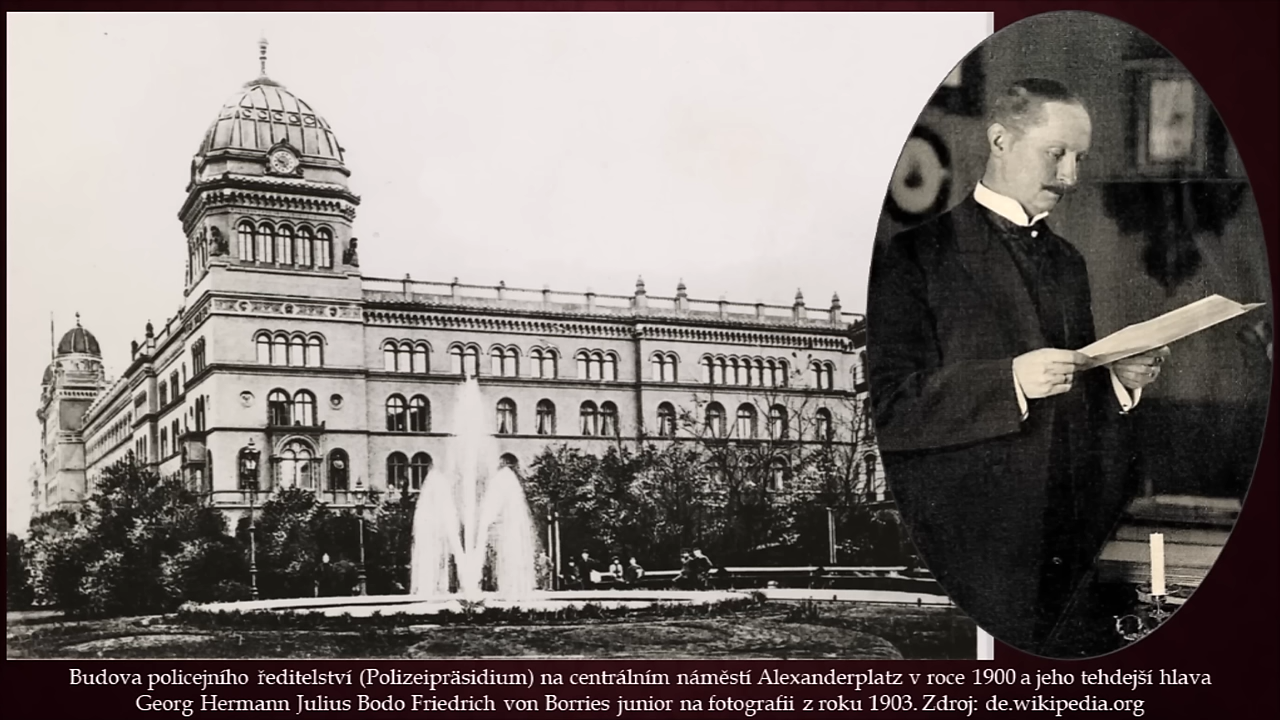 Budova policejního ředitelství (Polizeipräsidium) na centrálním náměstí Alexanderplatz v roce 1900 a jeho tehdejší hlava
Georg Hermann Julius Bodo Friedrich von Borries junior na fotografii z roku 1903. Zdroj: de.wikipedia.org